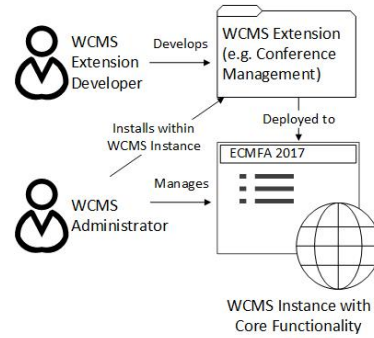 WCMS
Extension
Developer
Develops
WCMS Extension
(e.g. Conference
Management)
Installs within
WCMS Instance
Deployed to
ECMFA 2017
Manages
WCMS
Administrator
WCMS Instance with
Core Functionality